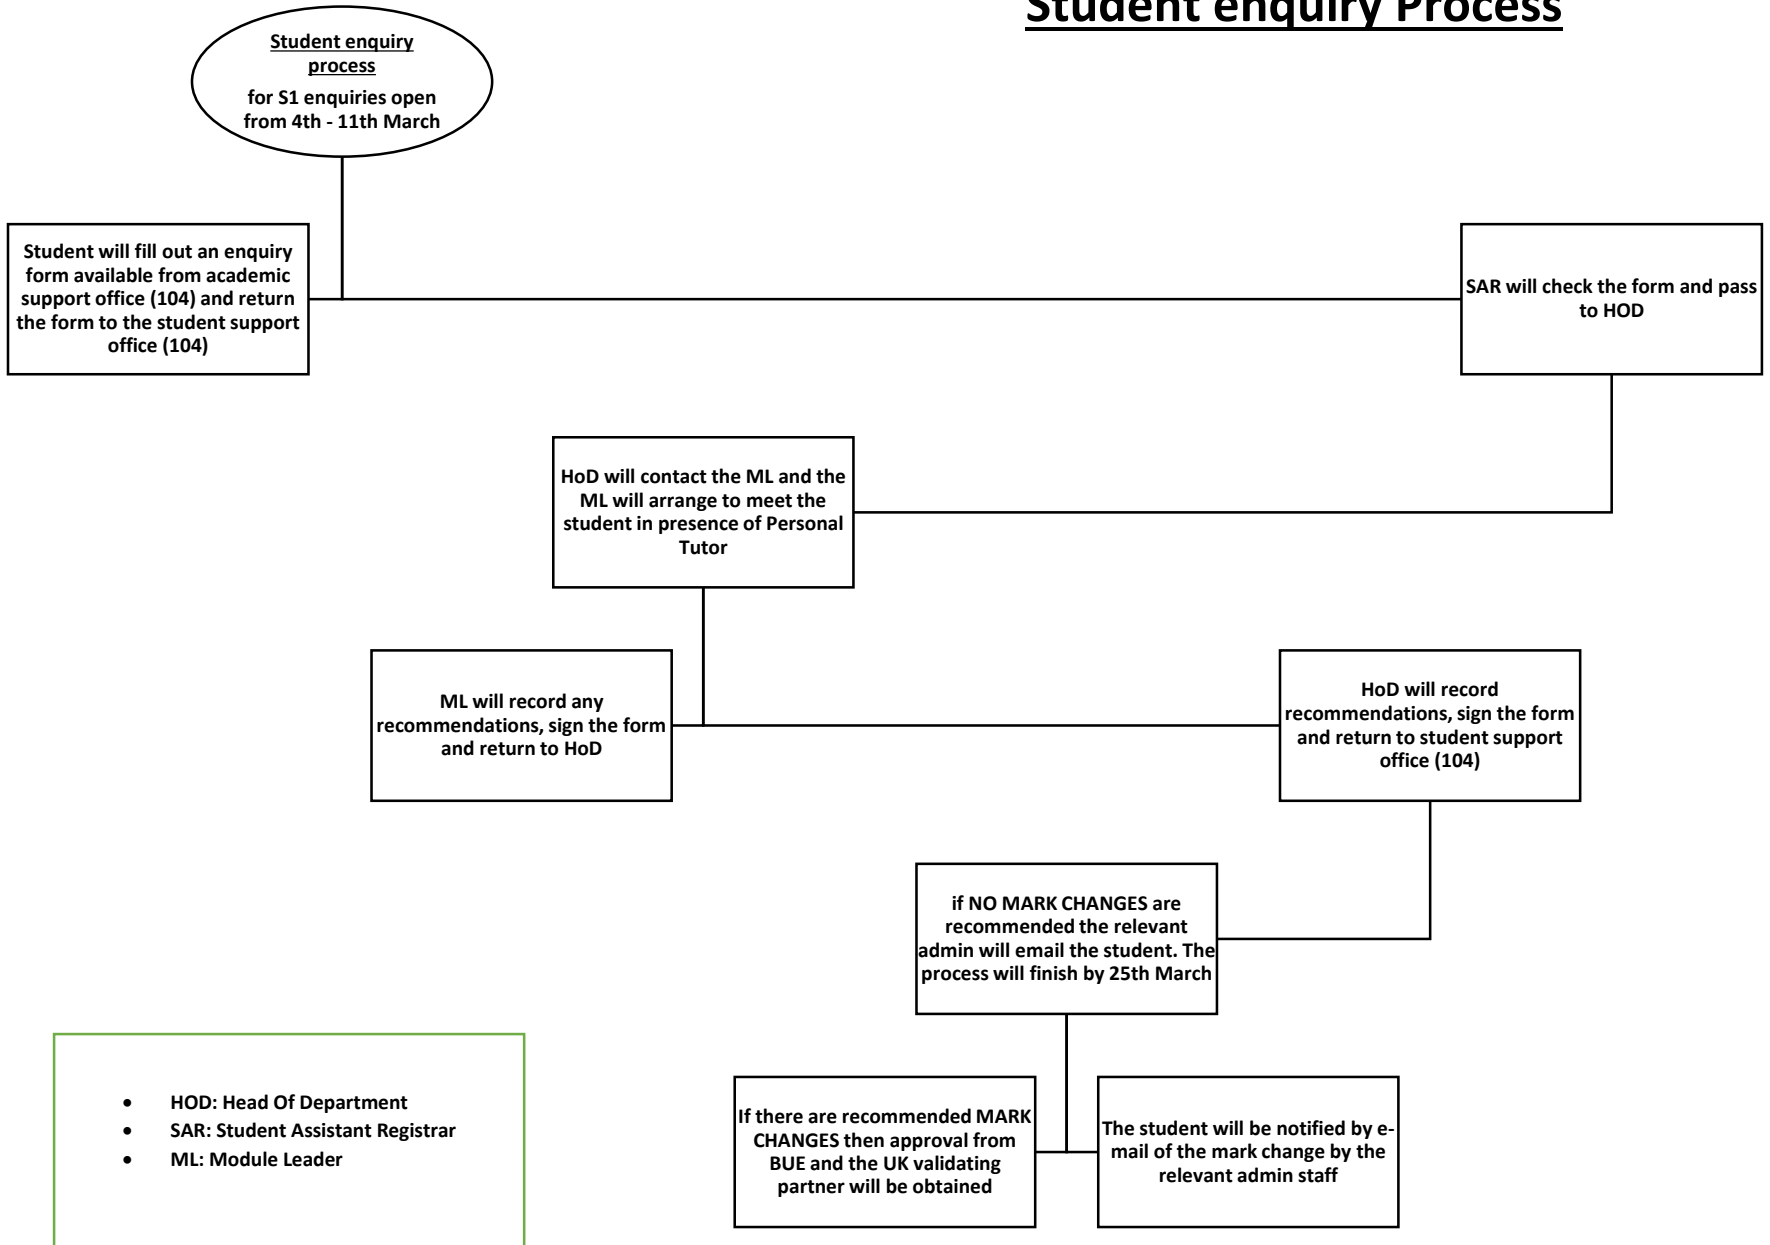 Student enquiry Process
Student enquiry
process
for S1 enquiries open
from 4th - 11th March
Student will fill out an enquiry
form available from academic
support office (104) and return
the form to the student support
office (104)
SAR will check the form and pass
to HOD
HoD will contact the ML and the
ML will arrange to meet the
student in presence of Personal
Tutor
ML will record any
recommendations, sign the form
and return to HoD
HoD will record
recommendations, sign the form
and return to student support
office (104)
if NO MARK CHANGES are
recommended the relevant
admin will email the student. The
process will finish by 25th March
If there are recommended MARK
CHANGES then approval from
BUE and the UK validating
partner will be obtained
The student will be notified by e-
mail of the mark change by the
relevant admin staff
• HOD: Head Of Department
• SAR: Student Assistant Registrar
• ML: Module Leader